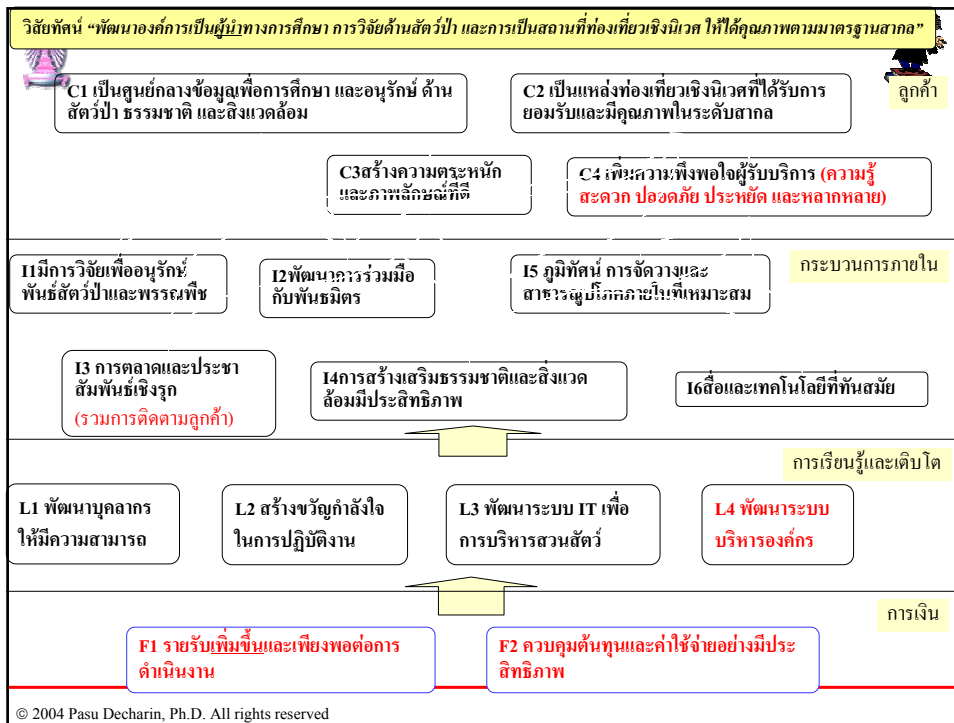 วิสัยทัศน์ “พัฒนาองค์การเป็นผู้นำทางการศึกษา การวิจัยด้านสัตว์ป่า และการเป็นสถานที่ท่องเที่ยวเชิงนิเวศ ให้ได้คุณภาพตามมาตรฐานสากล”
ลูกค้า
C1 เป็นศูนย์กลางข้อมูลเพื่อการศึกษา และอนุรักษ์ ด้าน
สัตว์ป่า ธรรมชาติ และสิ่งแวดล้อม
C2 เป็นแหล่งท่องเที่ยวเชิงนิเวศที่ได้รับการ
ยอมรับและมีคุณภาพในระดับสากล
C3สร้างความตระหนัก
และภาพลักษณ์ที่ดี
C4 เพิ่มความพึงพอใจผู้รับบริการ (ความรู้
สะดวก ปลอดภัย ประหยัด และหลากหลาย)
กระบวนการภายใน
I1มีการวิจัยเพื่ออนุรักษ์
พันธ์สัตว์ป่าและพรรณพืช
I2พัฒนาการร่วมมือ
กับพันธมิตร
I5 ภูมิทัศน์ การจัดวางและ
สาธารณูปโภคภายในที่เหมาะสม
I3 การตลาดและประชา
สัมพันธ์เชิงรุก
(รวมการติดตามลูกค้า)
I4การสร้างเสริมธรรมชาติและสิ่งแวด
ล้อมมีประสิทธิภาพ
I6สื่อและเทคโนโลยีที่ทันสมัย
การเรียนรู้และเติบโต
L1 พัฒนาบุคลากร
ให้มีความสามารถ
L2 สร้างขวัญกำลังใจ
ในการปฏิบัติงาน
L3 พัฒนาระบบ IT เพื่อ
การบริหารสวนสัตว์
L4 พัฒนาระบบ
บริหารองค์กร
การเงิน
F1 รายรับเพิ่มขึ้นและเพียงพอต่อการ
ดำเนินงาน
F2 ควบคุมต้นทุนและค่าใช้จ่ายอย่างมีประ
สิทธิภาพ
© 2004 Pasu Decharin, Ph.D. All rights reserved